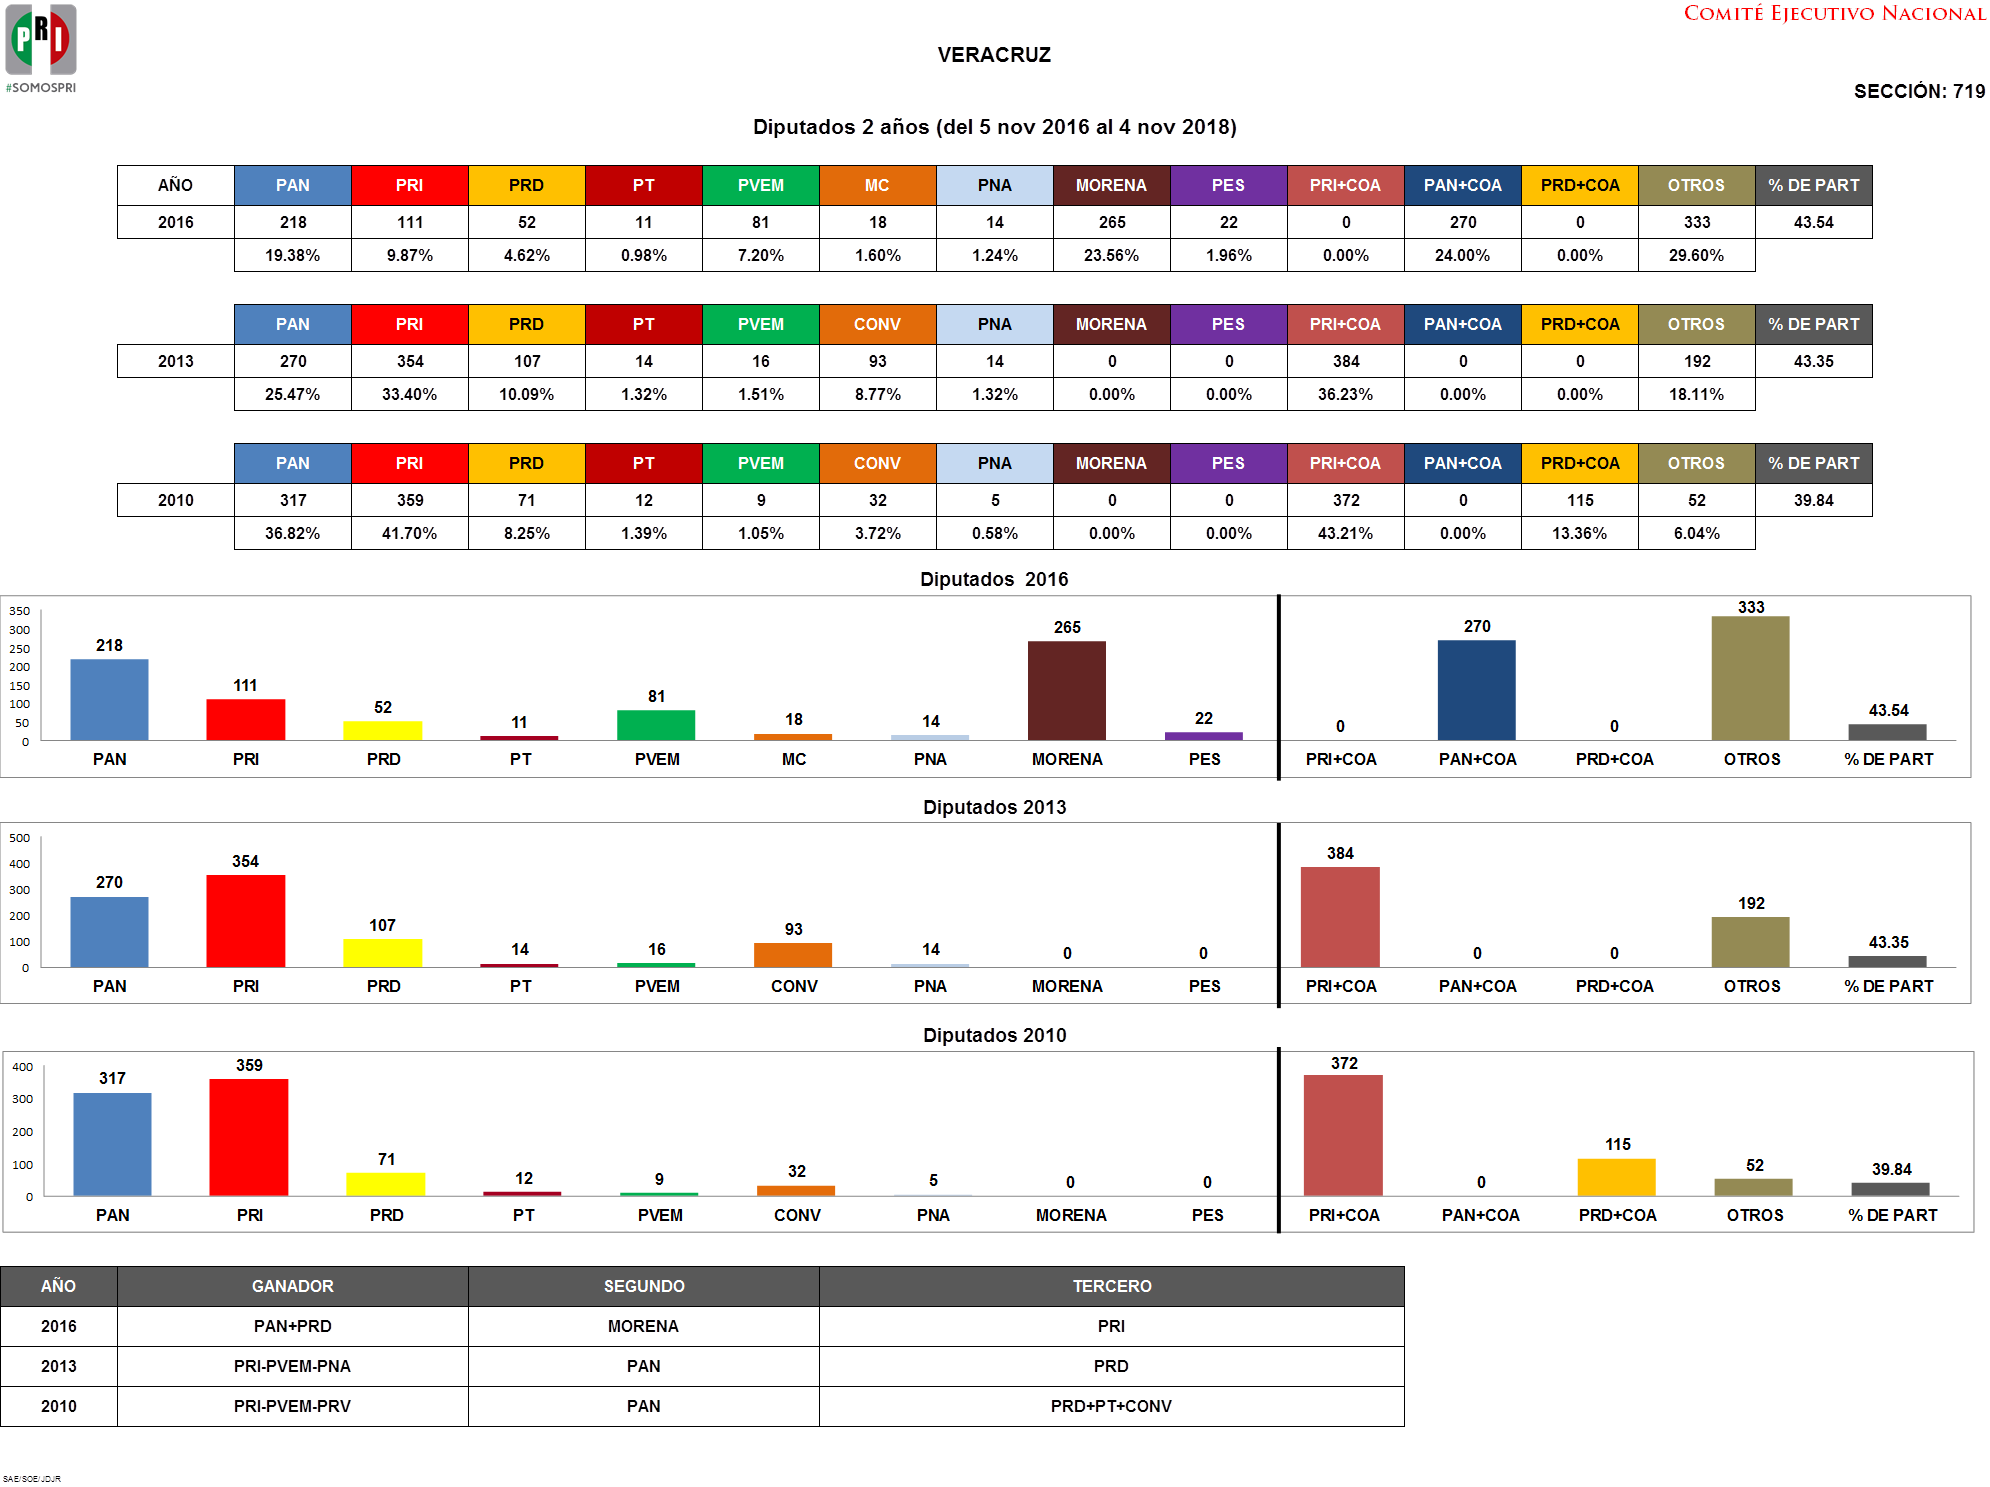 PRI
#SOMOSPRI
COMITÉ EJECUTIVO NACIONAL
VERACRUZ
SECCIÓN: 719
Diputados 2 años (del 5 nov 2016 al 4 nov 2018)
AÑO PAN PRI PRD PT PVEM MC PNA MORENA PES PRI+COA PAN+COA PRD+COA OTROS % DE PART
2016 218 111 52 11 81 18 14 265 22 0 270 0 333 43.54
19.38% 9.87% 4.62% 0.98% 7.20% 1.60% 1.24% 23.56% 1.96% 0.00% 24.00% 0.00% 29.60%
PAN PRI PRD PT PVEM CONV PNA MORENA PES PRI+COA PAN+COA PRD+COA OTROS % DE PART
2013 270 354 107 14 16 93 14 0 0 384 0 0 192 43.35
25.47% 33.40% 10.09% 1.32% 1.51% 8.77% 1.32% 0.00% 0.00% 36.23% 0.00% 0.00% 18.11%
PAN PRI PRD PT PVEM CONV PNA MORENA PES PRI+COA PAN+COA PRD+COA OTROS % DE PART
2010 317 359 71 12 9 32 5 0 0 372 0 115 52 39.84
36.82% 41.70% 8.25% 1.39% 1.05% 3.72% 0.58% 0.00% 0.00% 43.21% 0.00% 13.36% 6.04%
Diputados 2016
350
300
250
200
150
100
50
0
218 111 52 11 81 18 14 265 22 0 270 0 333 43.54
PAN PRI PRD PT PVEM MC PNA MORENA PES PRI+COA PAN+COA PRD+COA OTROS % DE PART
Diputados 2013
500
400
300
200
100
0
270 354 107 14 16 93 14 0 0 384 0 0 192 43.35
PAN PRI PRD PT PVEM CONV PNA MORENA PES PRI+COA PAN+COA PRD+COA OTROS % DE PART
Diputados 2010
400
300
200
100
0
317 359 71 12 9 32 5 0 0 372 0 115 52 39.84
PAN PRI PRD PT PVEM CONV PNA MORENA PES PRI+COA PAN+COA PRD+COA OTROS % DE PART
AÑO GANADOR SEGUNDO TERCERO
2016 PAN+PRD MORENA PRI
2013 PRI-PVEM-PNA PAN PRD
2010 PRI-PVEM-PRV PAN PRD+PT+CONV
SAE/SOE/JDJR